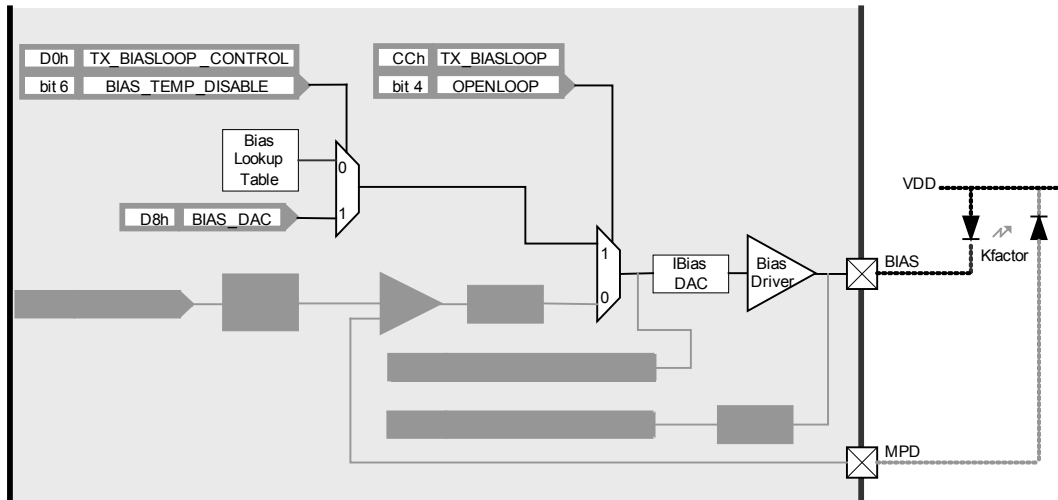 D0h TX_BIASLOOP_CONTROL
bit 6 BIAS_TEMP_DISABLE
CCh TX_BIASLOOP
bit 4 OPENLOOP
Bias
Lookup
Table
0
1
D8h BIAS_DAC
1
0
IBias
DAC
Bias
Driver
VDD
BIAS
Kfactor
MPD